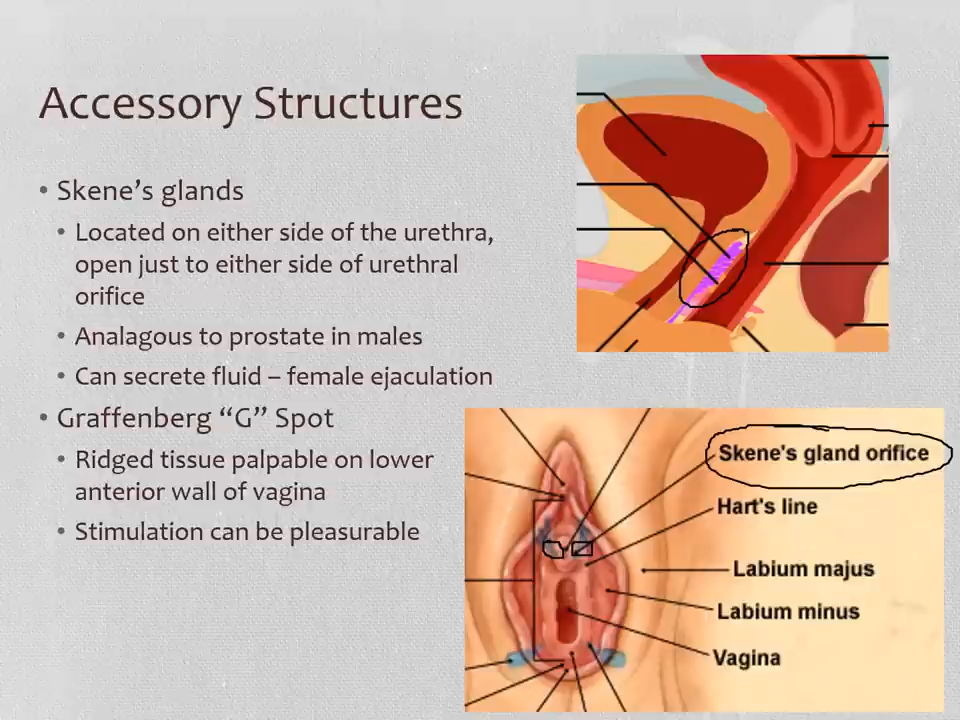 Accessory Structures
• Skene’s glands
• Located on either side of the urethra,
open just to either side of urethral
orifice
• Analagous to prostate in males
• Can secrete fluid – female ejaculation
• Graffenberg “G” Spot
• Ridged tissue palpable on lower
anterior wall of vagina
• Stimulation can be pleasurable
Skene's gland orifice
Hart's line
Labium majus
Labium minus
Vagina